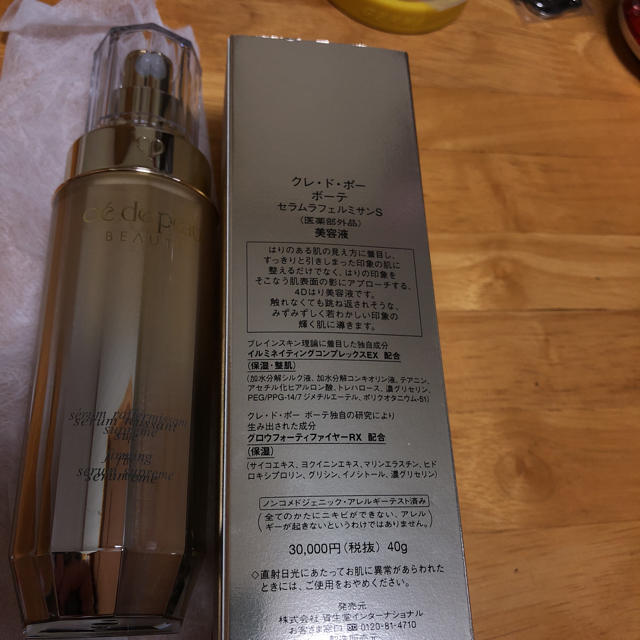 clé de peau
BEAUTÉ
sérum raffermissant
suprême
firming
serum supreme
クレ・ド・ポー
ボーテ
セラムラフェルミサンS
(医薬部外品)
美容液
はりのある肌の見え方に着目し、
すっきりと引きしまった印象の肌に
整えるだけでなく、はりの印象を
そこなう肌表面の影にアプローチする、
4Dはり美容液です。
触れなくても跳ね返されそうな、
みずみずしく若わかしい印象の
輝く肌に導きます。
ブレインスキン理論に着目した独自成分
イルミネイティングコンプレックスEX 配合
(保湿・整肌)
(加水分解シルク液、加水分解コンキオリン液、テアニン、
アセチル化ヒアルロン酸、トレハロース、濃グリセリン、
PEG/PPG-14/7ジメチルエーテル、ポリクオタニウム-51)
クレ・ド・ポー ボーテ独自の研究により
生み出された成分
グロウフォーティファイヤーRX 配合
(保湿)
(サイコエキス、ヨクイニンエキス、マリンエラスチン、ヒド
ロキシプロリン、グリシン、イノシトール、濃グリセリン)
ノンコメドジェニック・アレルギーテスト済み
(全てのかたにニキビができない、アレル
ギーが起きないというわけではありません。)
30,000円(税抜) 40g
◇直射日光にあたってお肌に異常があらわれた
ときには、ご使用をおやめください。
発売元
株式会社 資生堂インターナショナル
お客さま窓口 0120-81-4710